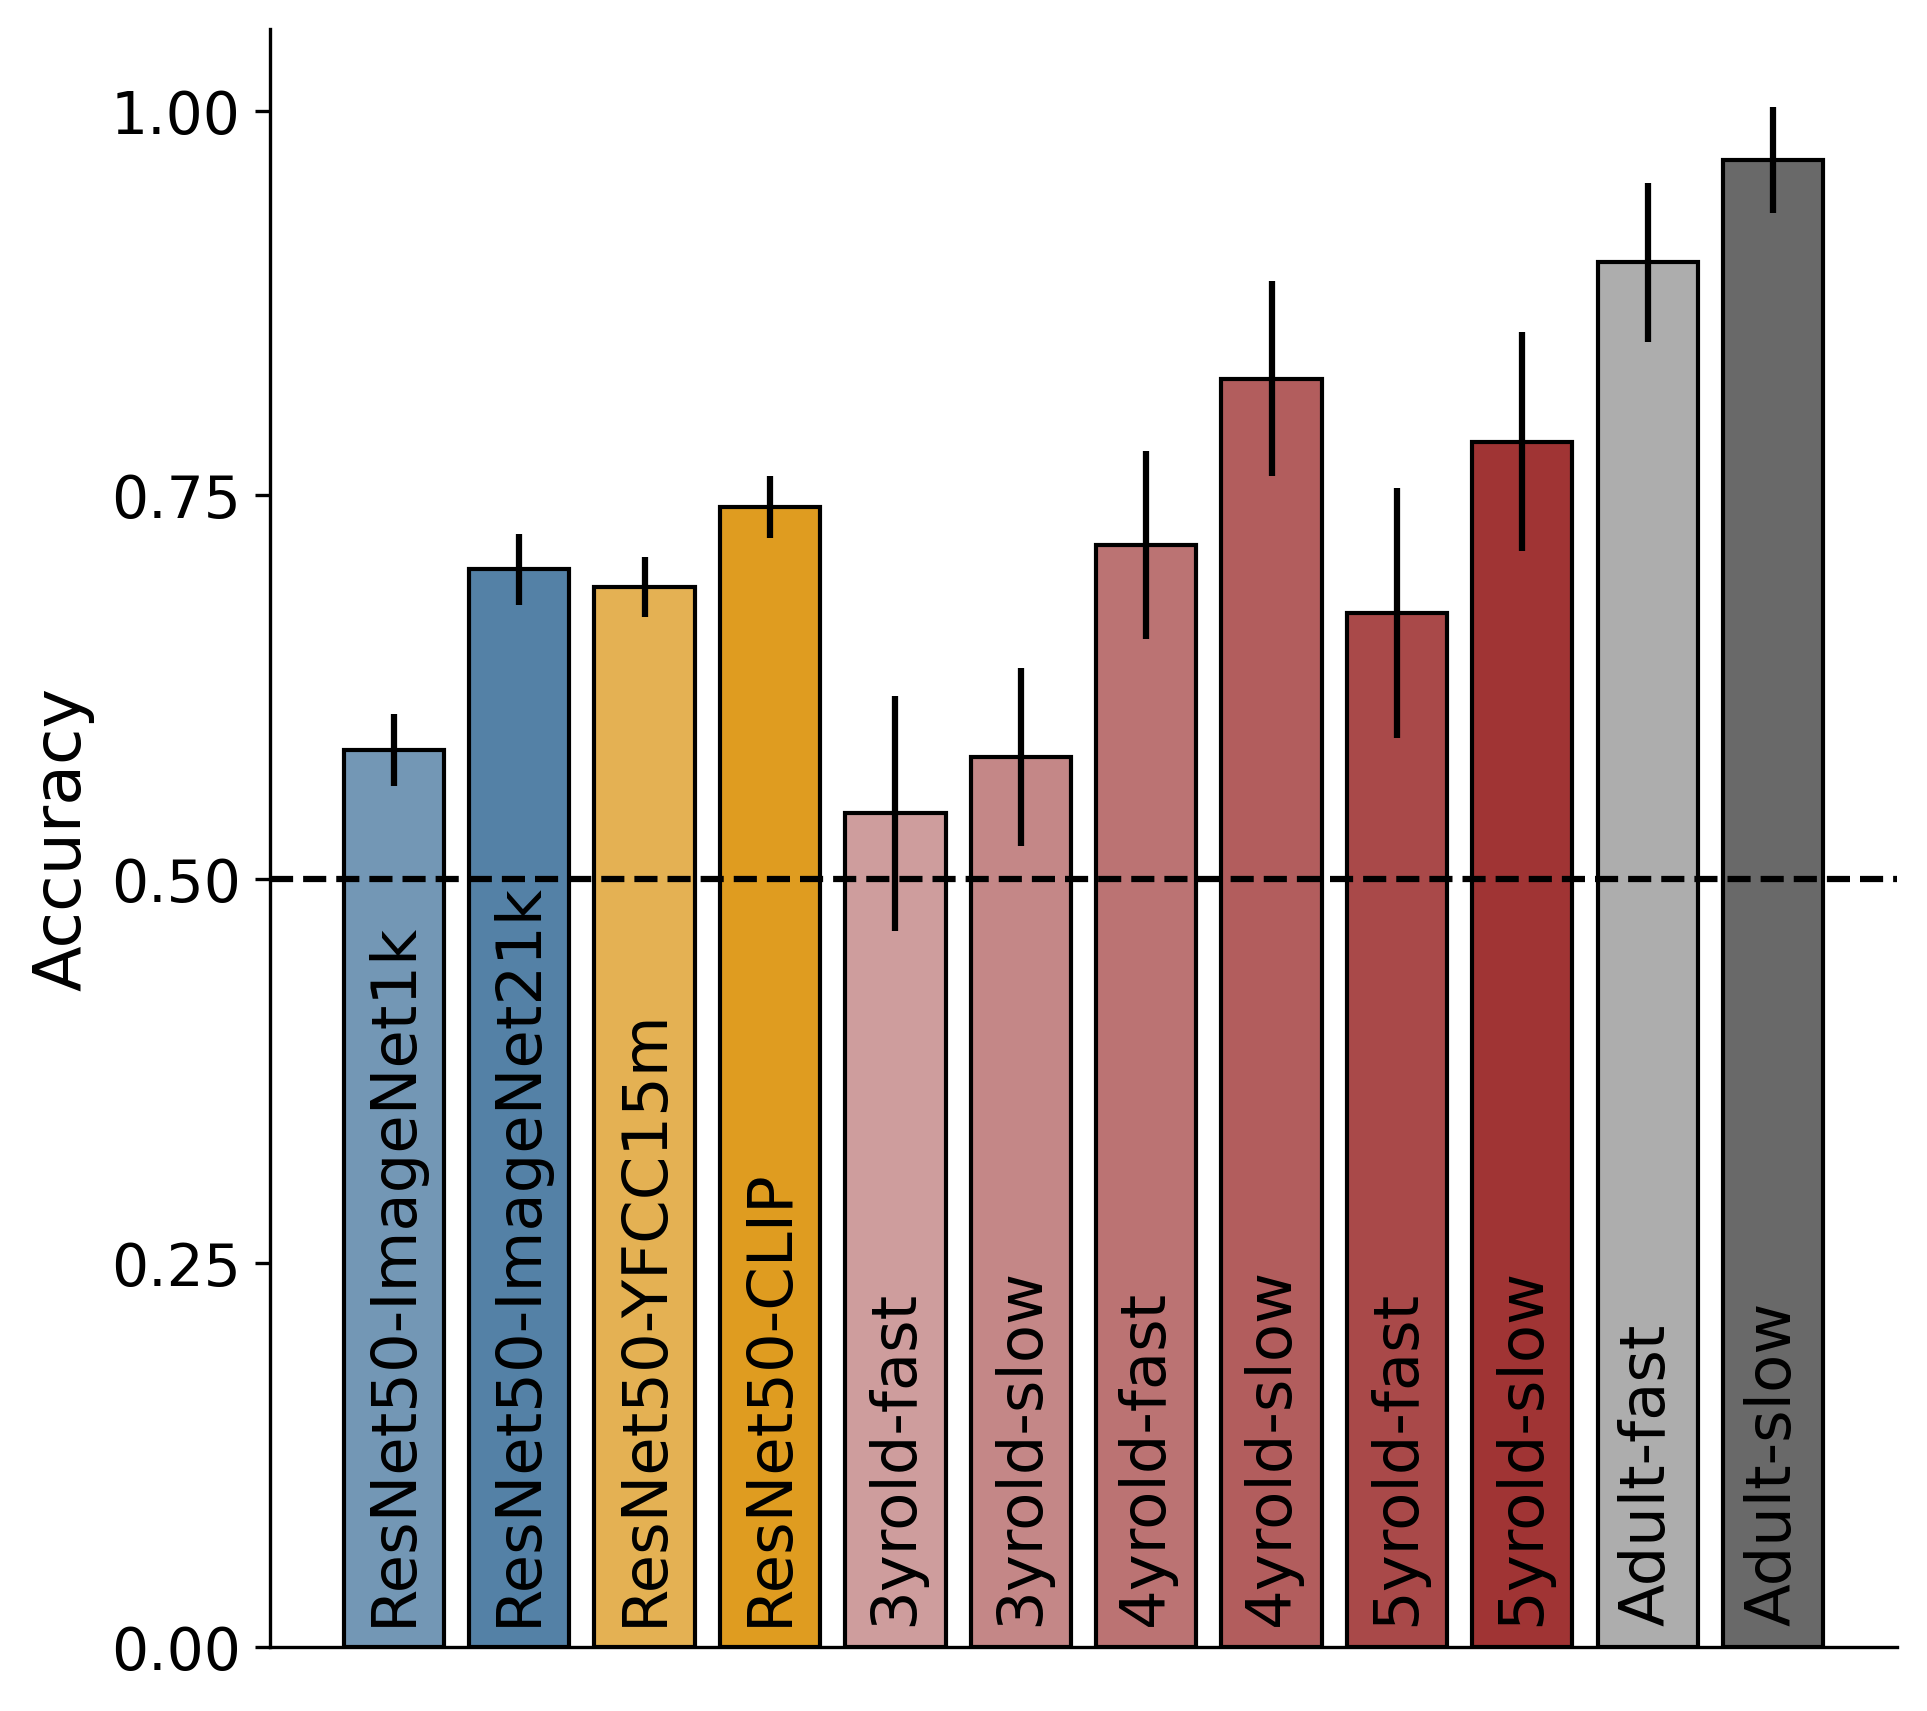 Accuracy
1.00
0.75
0.50
0.25
0.00
ResNet50-ImageNet1k
ResNet50-ImageNet21k
ResNet50-YFCC15m
ResNet50-CLIP
3yrold-fast
3yrold-slow
4yrold-fast
4yrold-slow
5yrold-fast
5yrold-slow
Adult-fast
Adult-slow